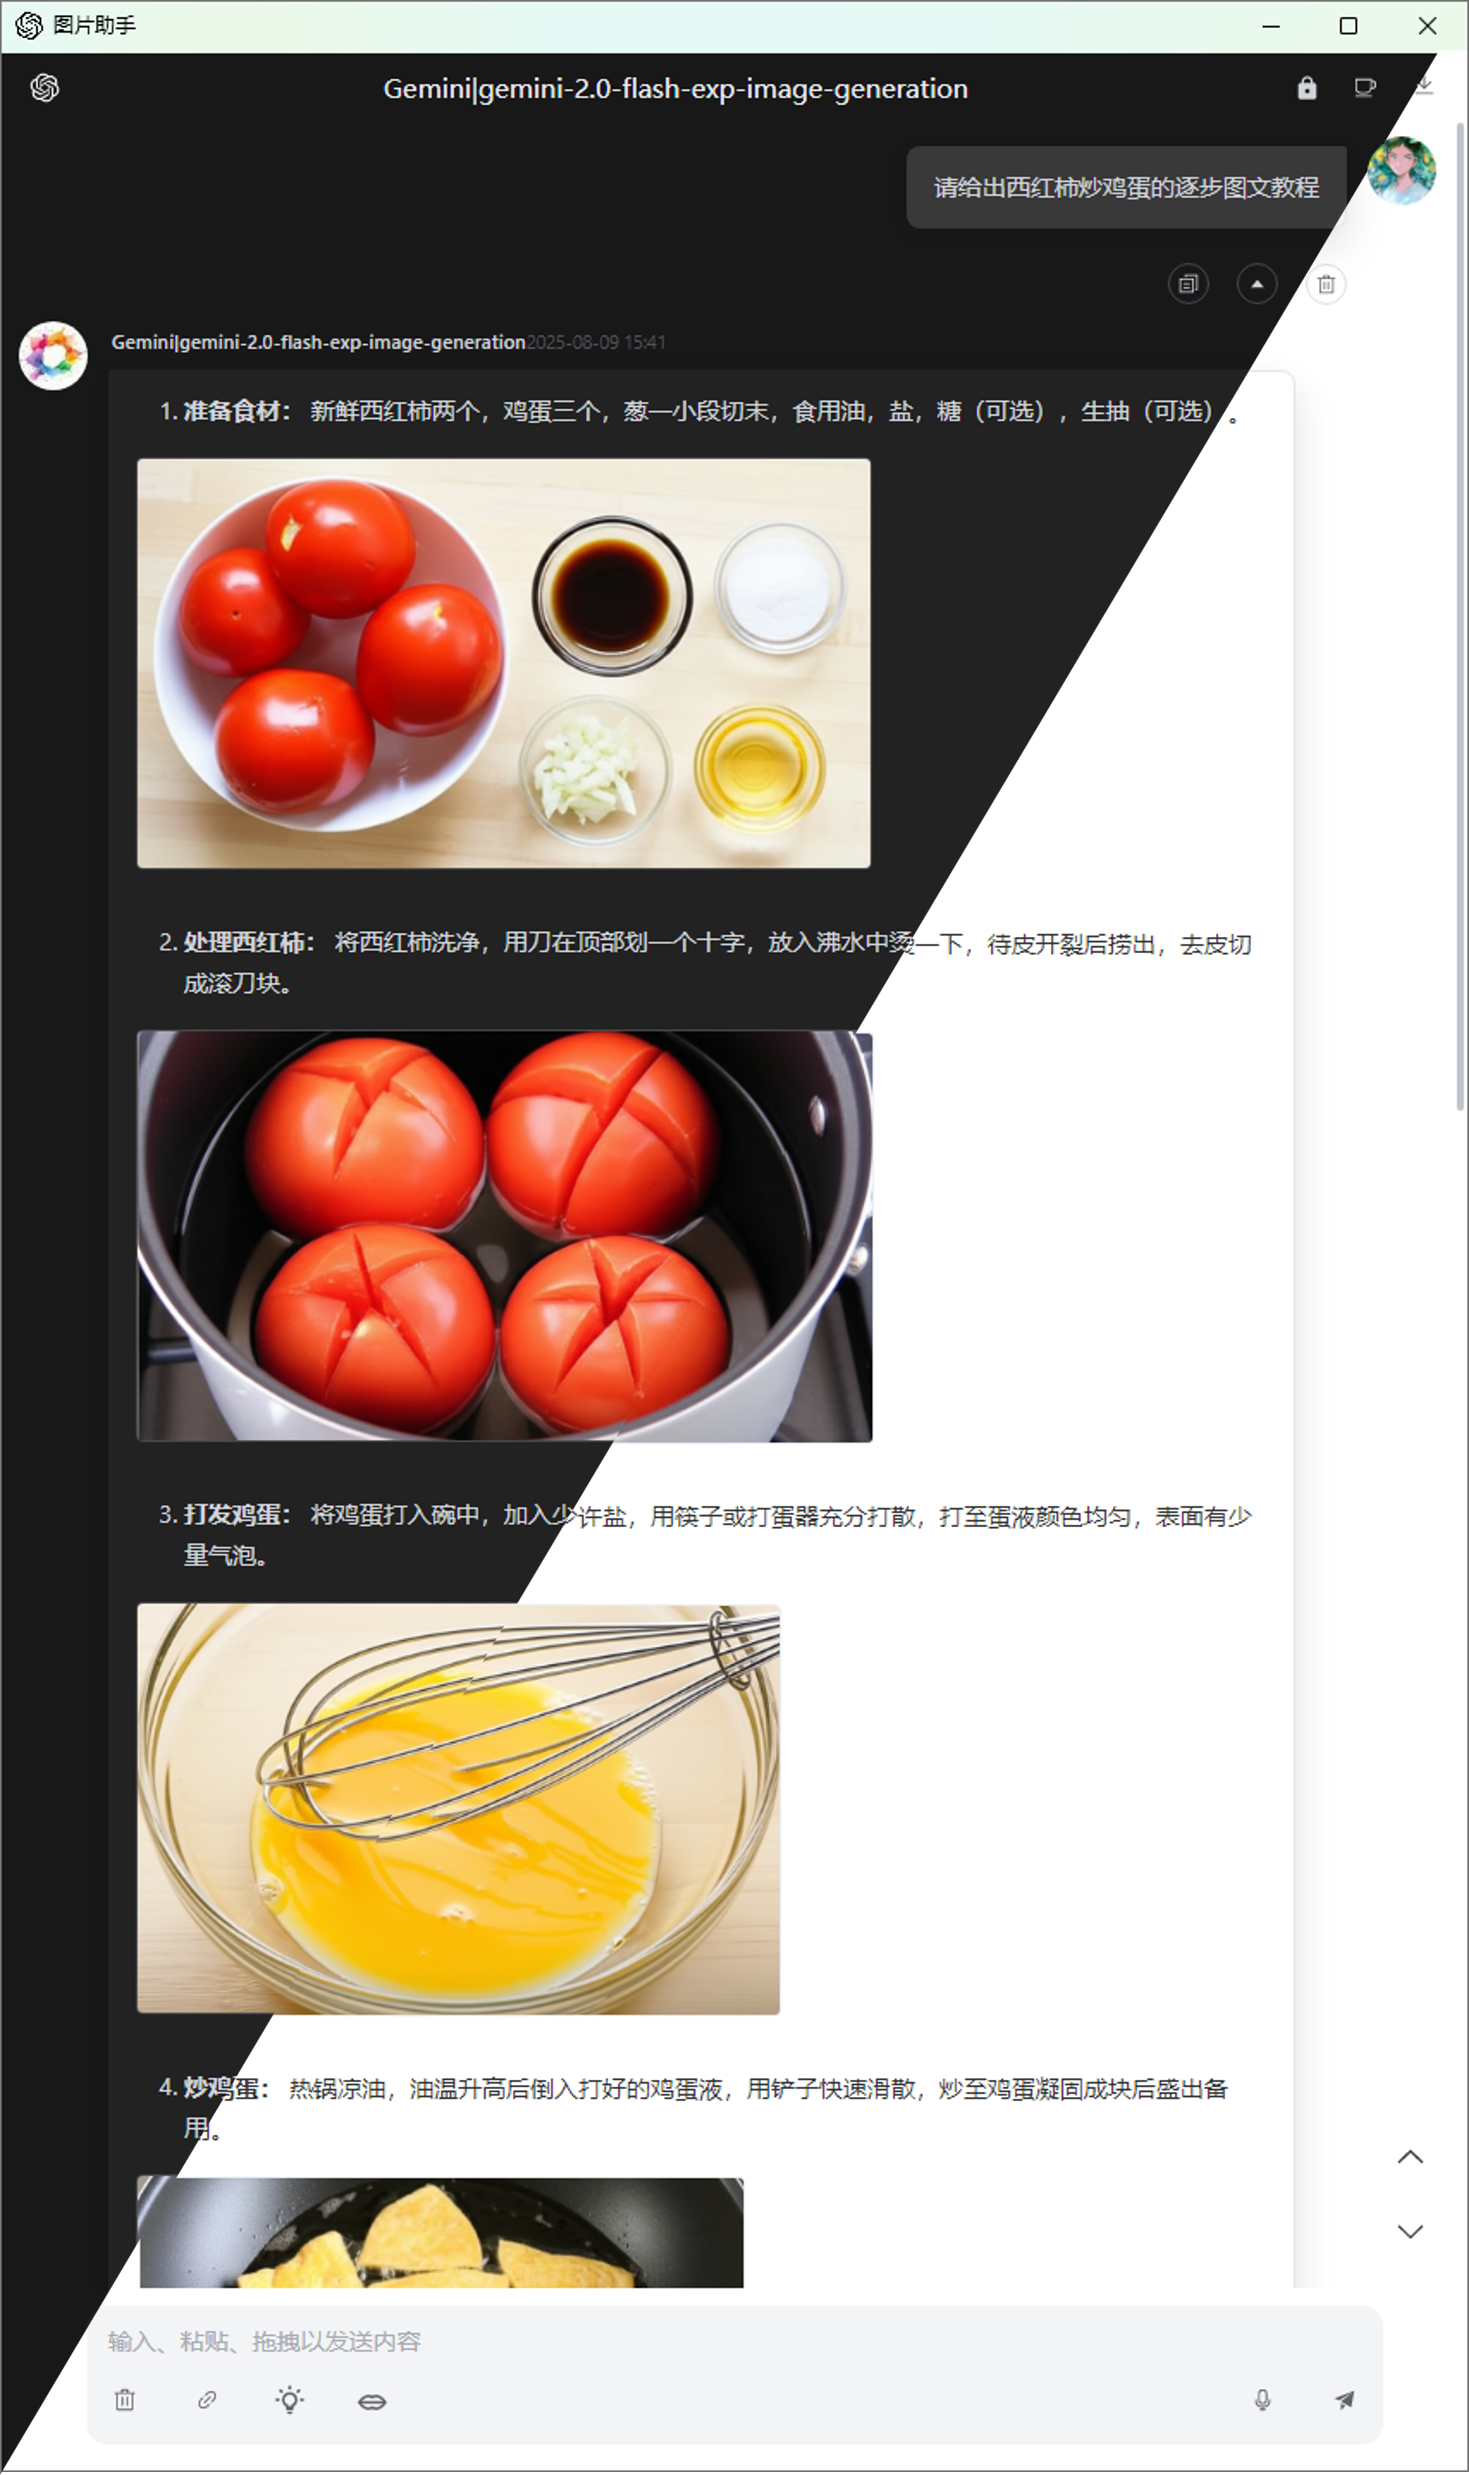 图片助手
Gemini|gemini-2.0-flash-exp-image-generation
请给出西红柿炒鸡蛋的逐步图文教程
Gemini|gemini-2.0-flash-exp-image-generation2025-08-09 15:41
1. 准备食材： 新鲜西红柿两个，鸡蛋三个，葱一小段切末，食用油，盐，糖（可选），生抽（可选）。
2. 处理西红柿： 将西红柿洗净，用刀在顶部划一个十字，放入沸水中烫一下，待皮开裂后捞出，去皮切
成滚刀块。
3. 打发鸡蛋： 将鸡蛋打入碗中，加入少许盐，用筷子或打蛋器充分打散，打至蛋液颜色均匀，表面有少
量气泡。
4. 炒鸡蛋： 热锅凉油，油温升高后倒入打好的鸡蛋液，用铲子快速滑散，炒至鸡蛋凝固成块后盛出备
用。
输入、粘贴、拖拽以发送内容